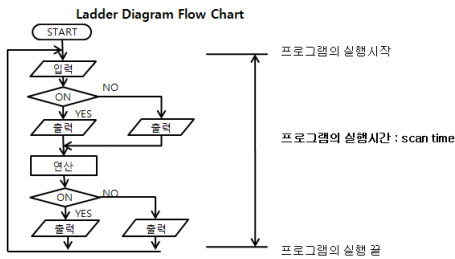 Ladder Diagram Flow Chart
START
프로그램의 실행시작
입력
NO
ON
YES
출력
출력
프로그램의 실행시간 : scan time
연산
ON
NO
YES
출력
출력
프로그램의 실행 끝